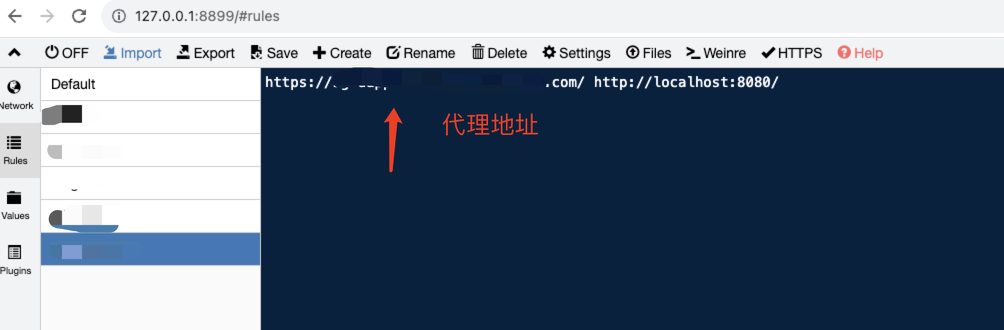 127.0.0.1:8899/#rules
OFF Import Export Save Create Rename Delete Settings Files Weinre HTTPS Help
Network
Rules
Values
Plugins
Default
https:// .com/ http://localhost:8080/
代理地址